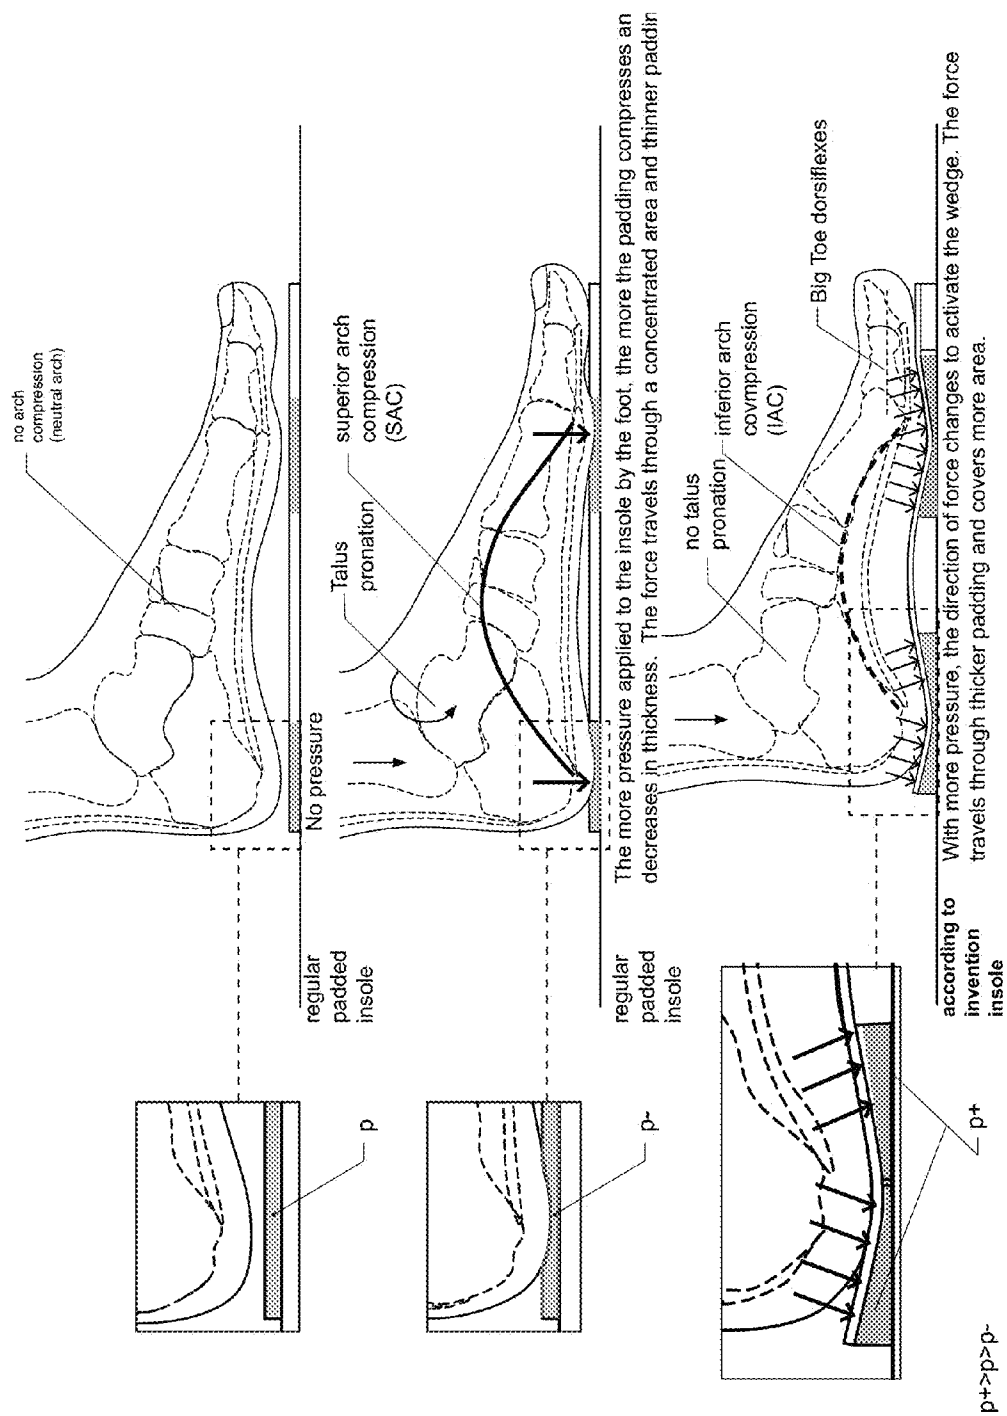 no arch
compression
(neutral arch)
No pressure
regular
padded
insole
p
Talus
pronation
superior arch
compression
(SAC)
regular
padded
insole
The more pressure applied to the insole by the foot, the more the padding compresses an
decreases in thickness. The force travels through a concentrated area and thinner paddin
p-
no talus
pronation
inferior arch
covmpression
(IAC)
Big Toe dorsiflexes
according to
invention
insole
With more pressure, the direction of force changes to activate the wedge. The force
travels through thicker padding and covers more area.
p+
p+>p>p-